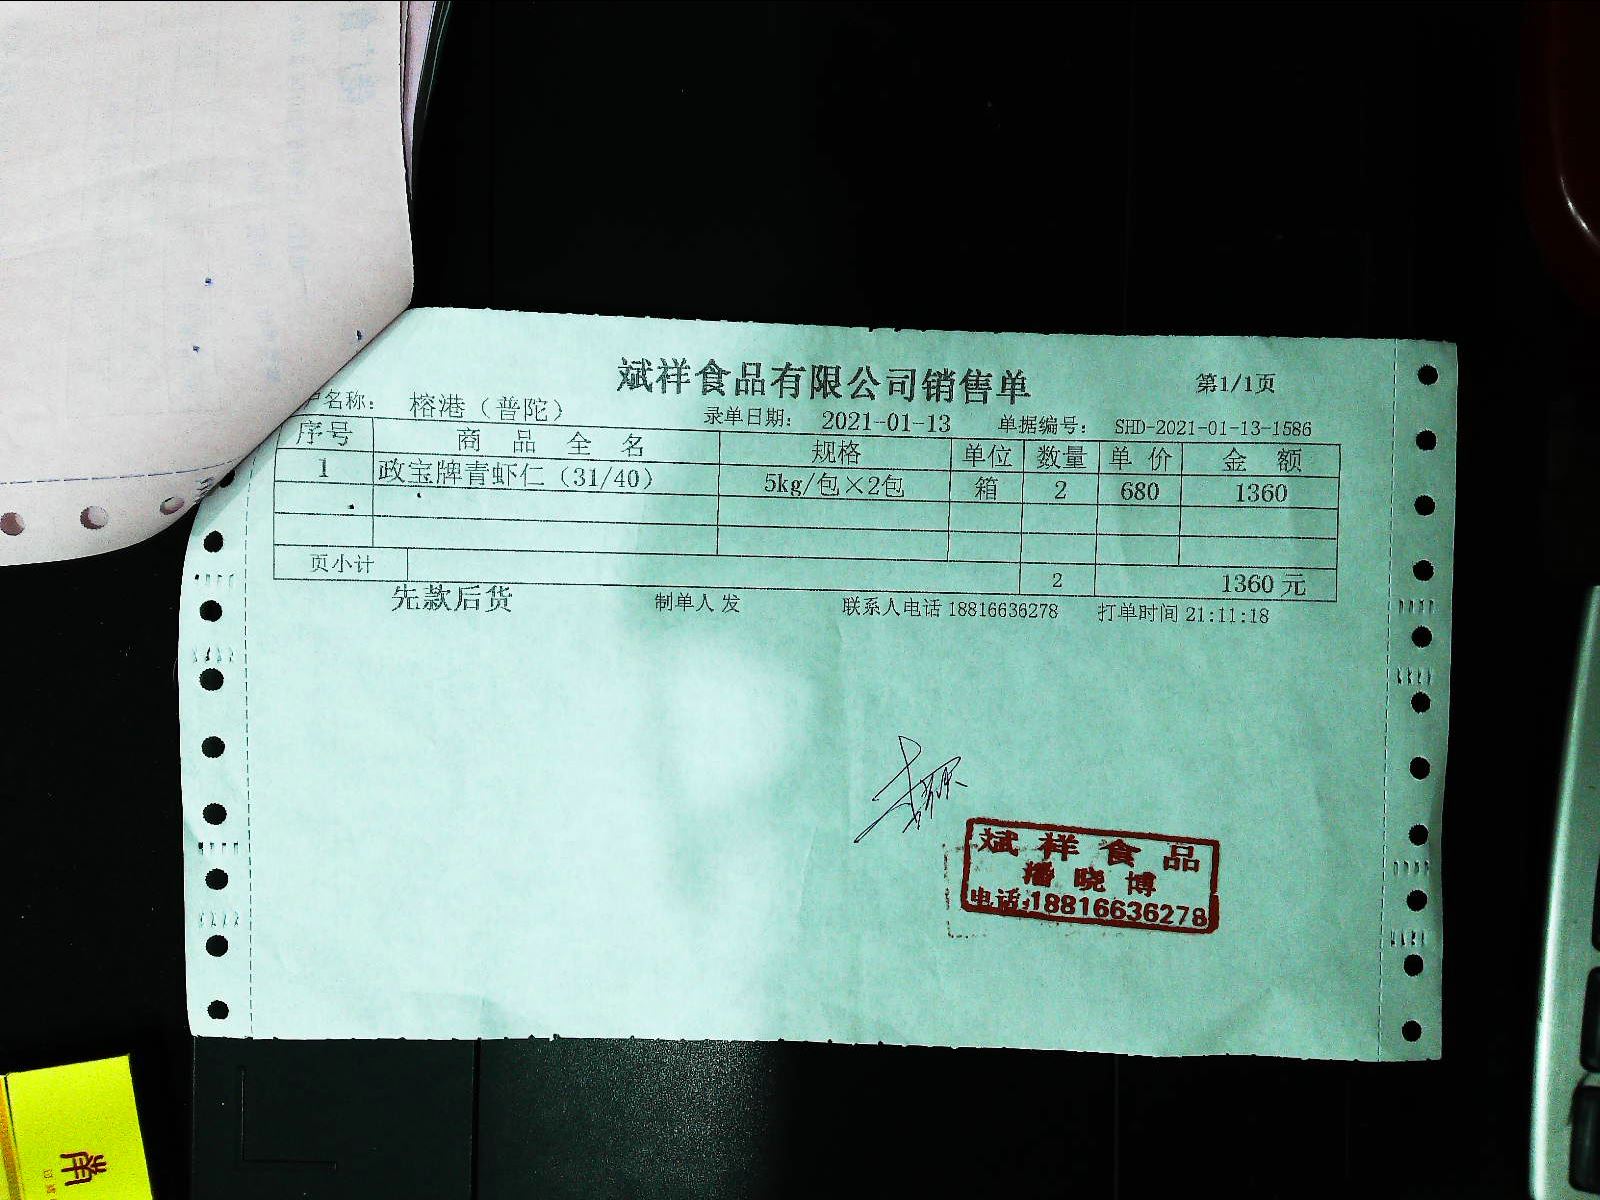 斌祥食品有限公司销售单 第1/1页
户名称： 榕港（普陀） 录单日期： 2021-01-13 单据编号： SHD-2021-01-13-1586
序号 商 品 全 名 规格 单位 数量 单 价 金 额
1 政宝牌青虾仁（31/40） 5kg/包×2包 箱 2 680 1360
页小计 2 1360 元
先款后货 制单人 发 联系人电话 18816636278 打单时间 21:11:18
斌祥食品
潘晓博
电话:18816636278